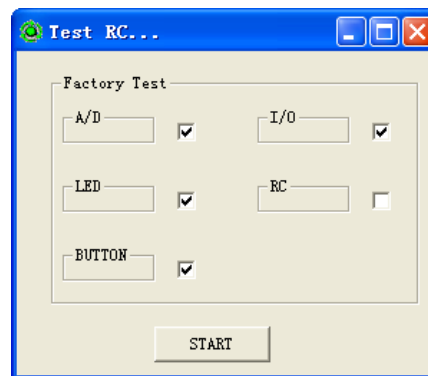 Test RC...
Factory Test
A/D
I/O
LED
RC
BUTTON
START